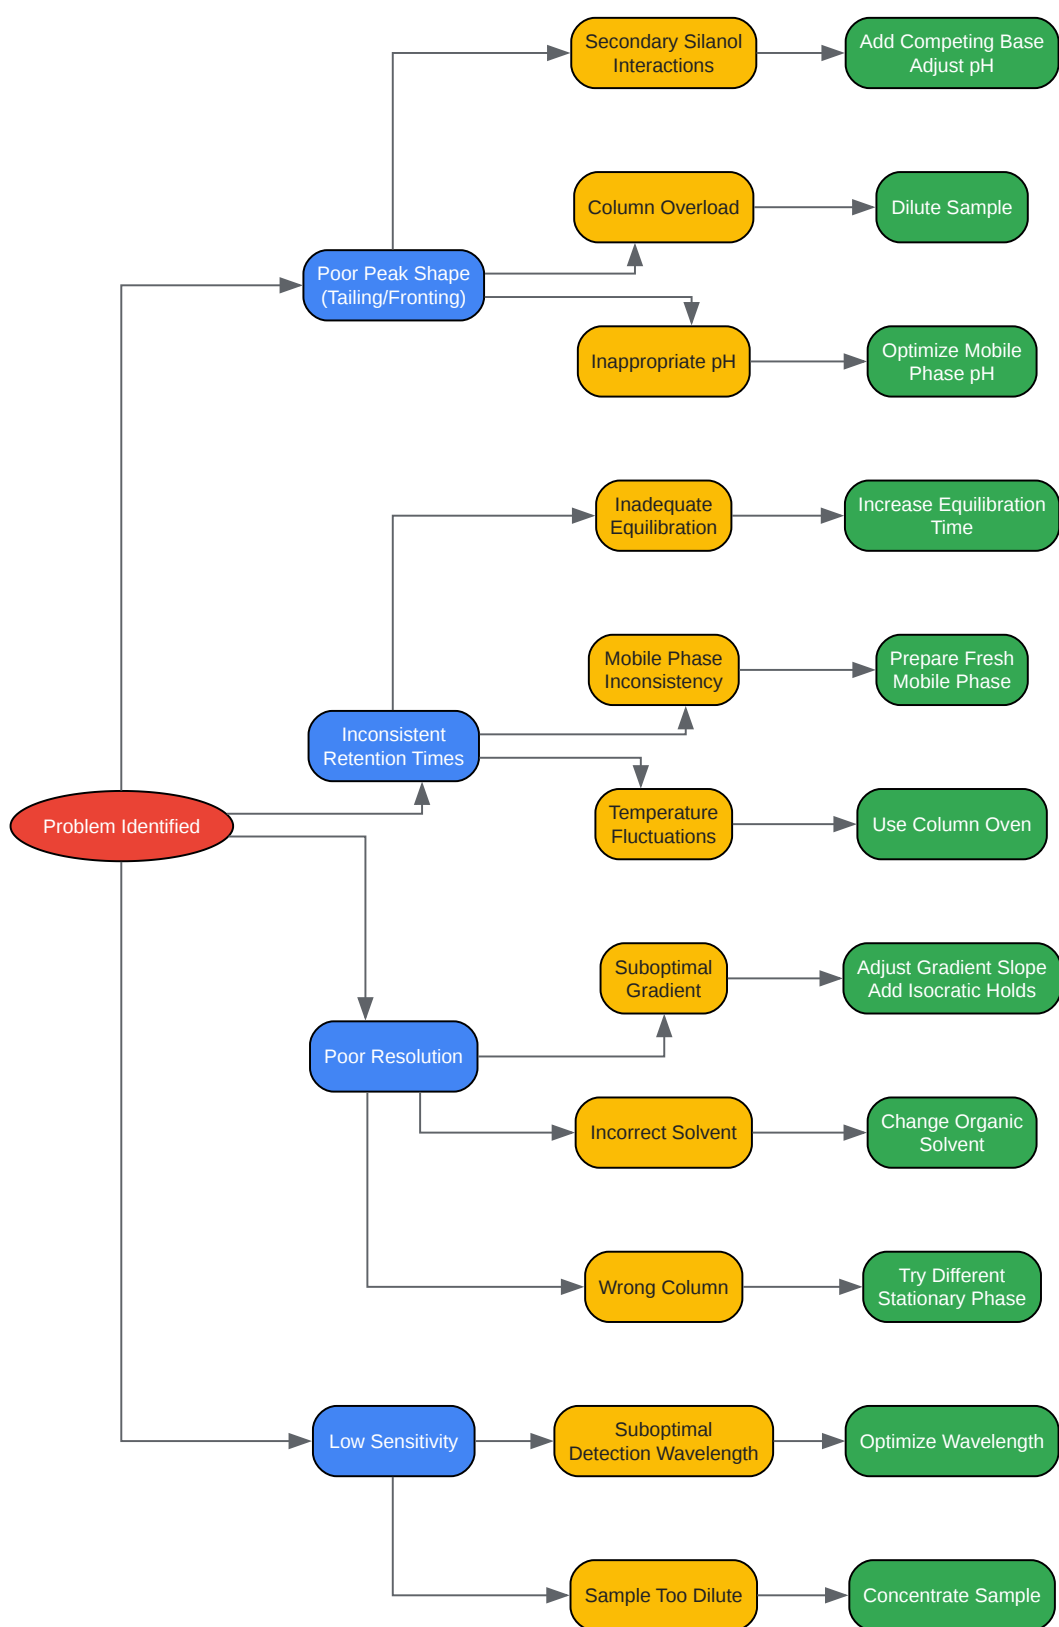 Secondary Silanol
Interactions
Add Competing Base
Adjust pH
Column Overload
Dilute Sample
Poor Peak Shape
(Tailing/Fronting)
Inappropriate pH
Optimize Mobile
Phase pH
Inadequate
Equilibration
Increase Equilibration
Time
Mobile Phase
Inconsistency
Prepare Fresh
Mobile Phase
Inconsistent
Retention Times
Problem Identified
Temperature
Fluctuations
Use Column Oven
Suboptimal
Gradient
Adjust Gradient Slope
Add Isocratic Holds
Poor Resolution
Incorrect Solvent
Change Organic
Solvent
Wrong Column
Try Different
Stationary Phase
Low Sensitivity
Suboptimal
Detection Wavelength
Optimize Wavelength
Sample Too Dilute
Concentrate Sample